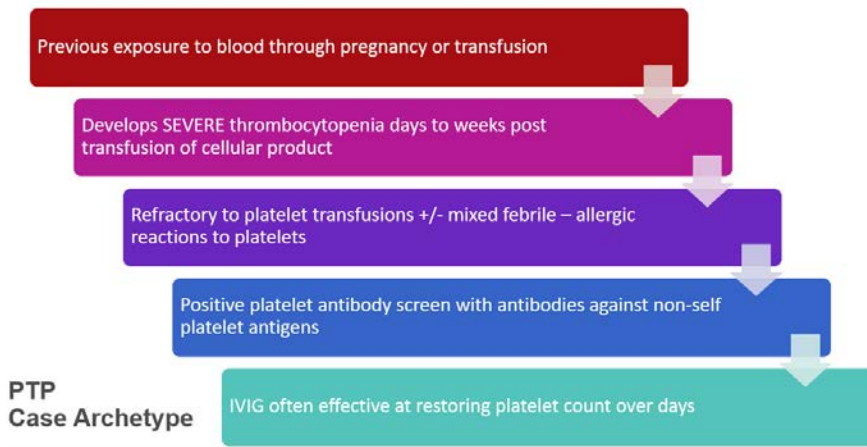 Previous exposure to blood through pregnancy or transfusion
Develops SEVERE thrombocytopenia days to weeks post
transfusion of cellular product
Refractory to platelet transfusions +/- mixed febrile – allergic
reactions to platelets
Positive platelet antibody screen with antibodies against non-self
platelet antigens
PTP
Case Archetype
IVIG often effective at restoring platelet count over days